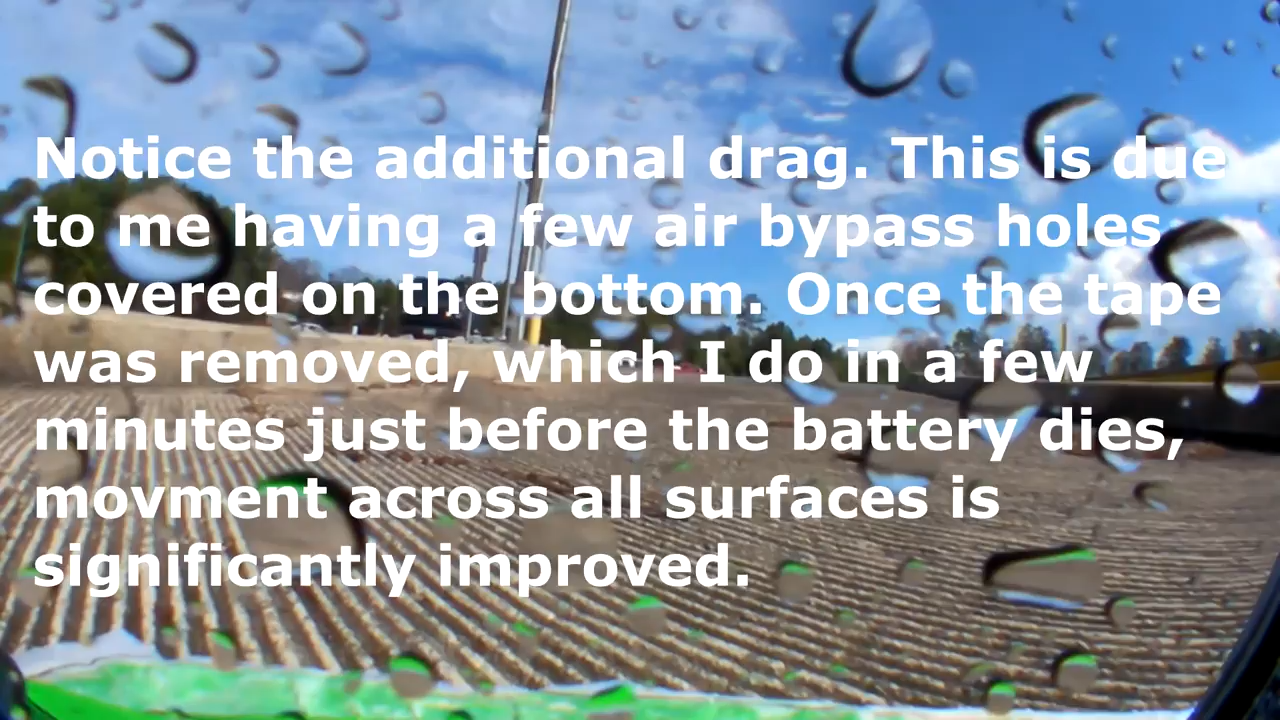 Notice the additional drag. This is due
to me having a few air bypass holes
covered on the bottom. Once the tape
was removed, which I do in a few
minutes just before the battery dies,
movment across all surfaces is
significantly improved.